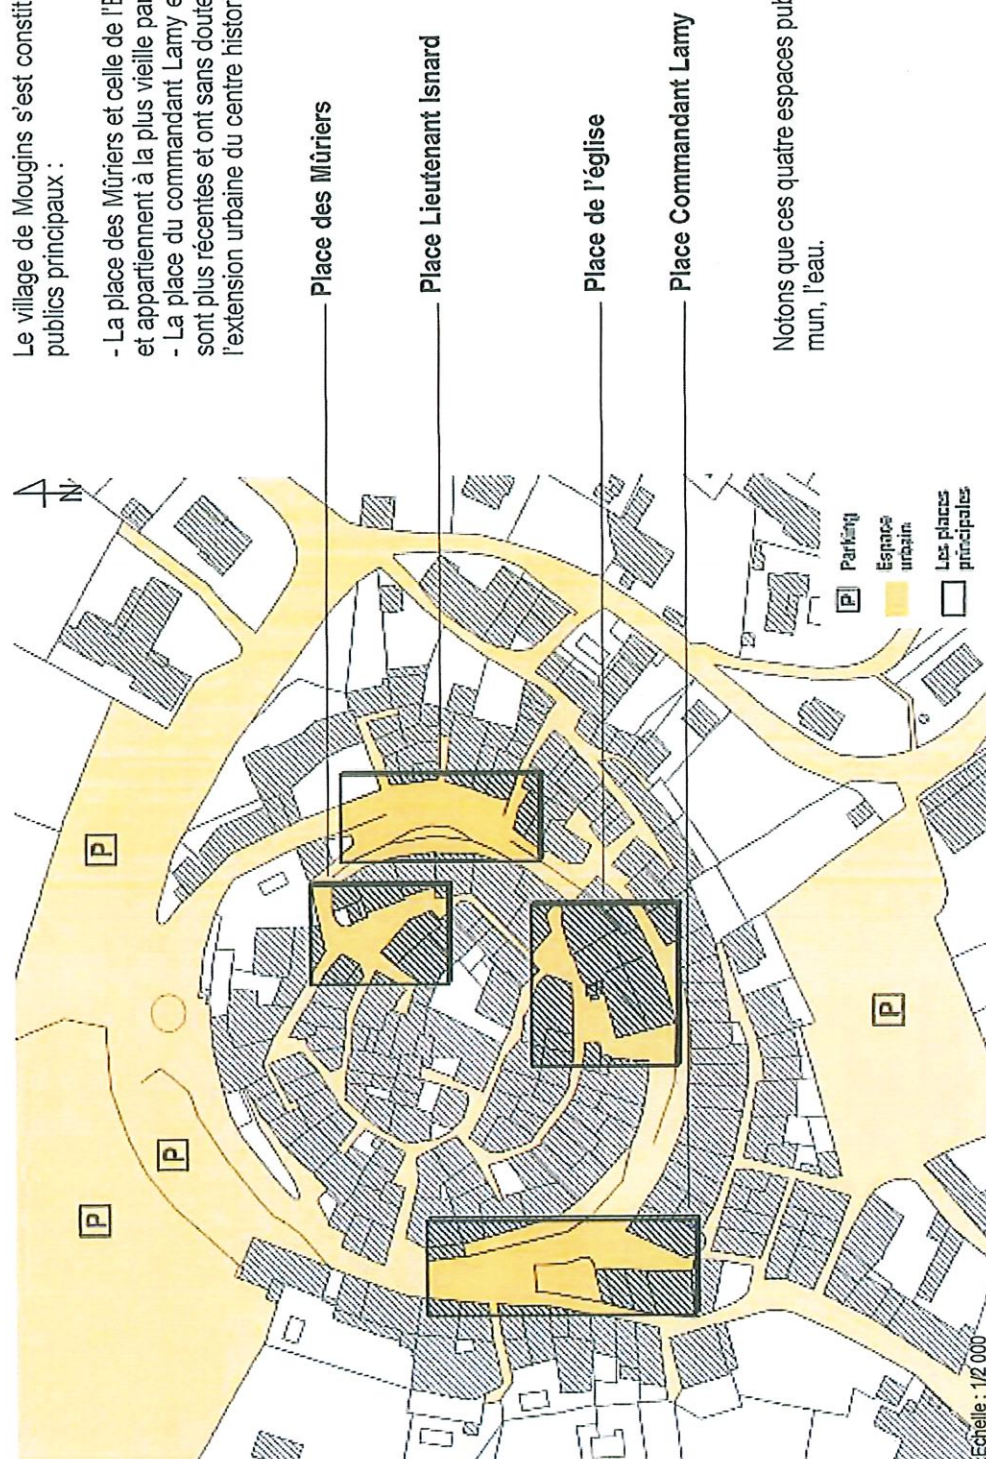 Le village de Mougins s'est constit
publics principaux :
- La place des Mûriers et celle de l'E
et appartiennent à la plus vieille par
- La place du commandant Lamy e
sont plus récentes et ont sans doute
l'extension urbaine du centre histor
Place des Mûriers
Place Lieutenant Isnard
Place de l'église
Place Commandant Lamy
Notons que ces quatre espaces pub
mun, l'eau.
N
P
P
P
P
P Parking
Espace
urbain
Les places
principales
Echelle : 1/2 000